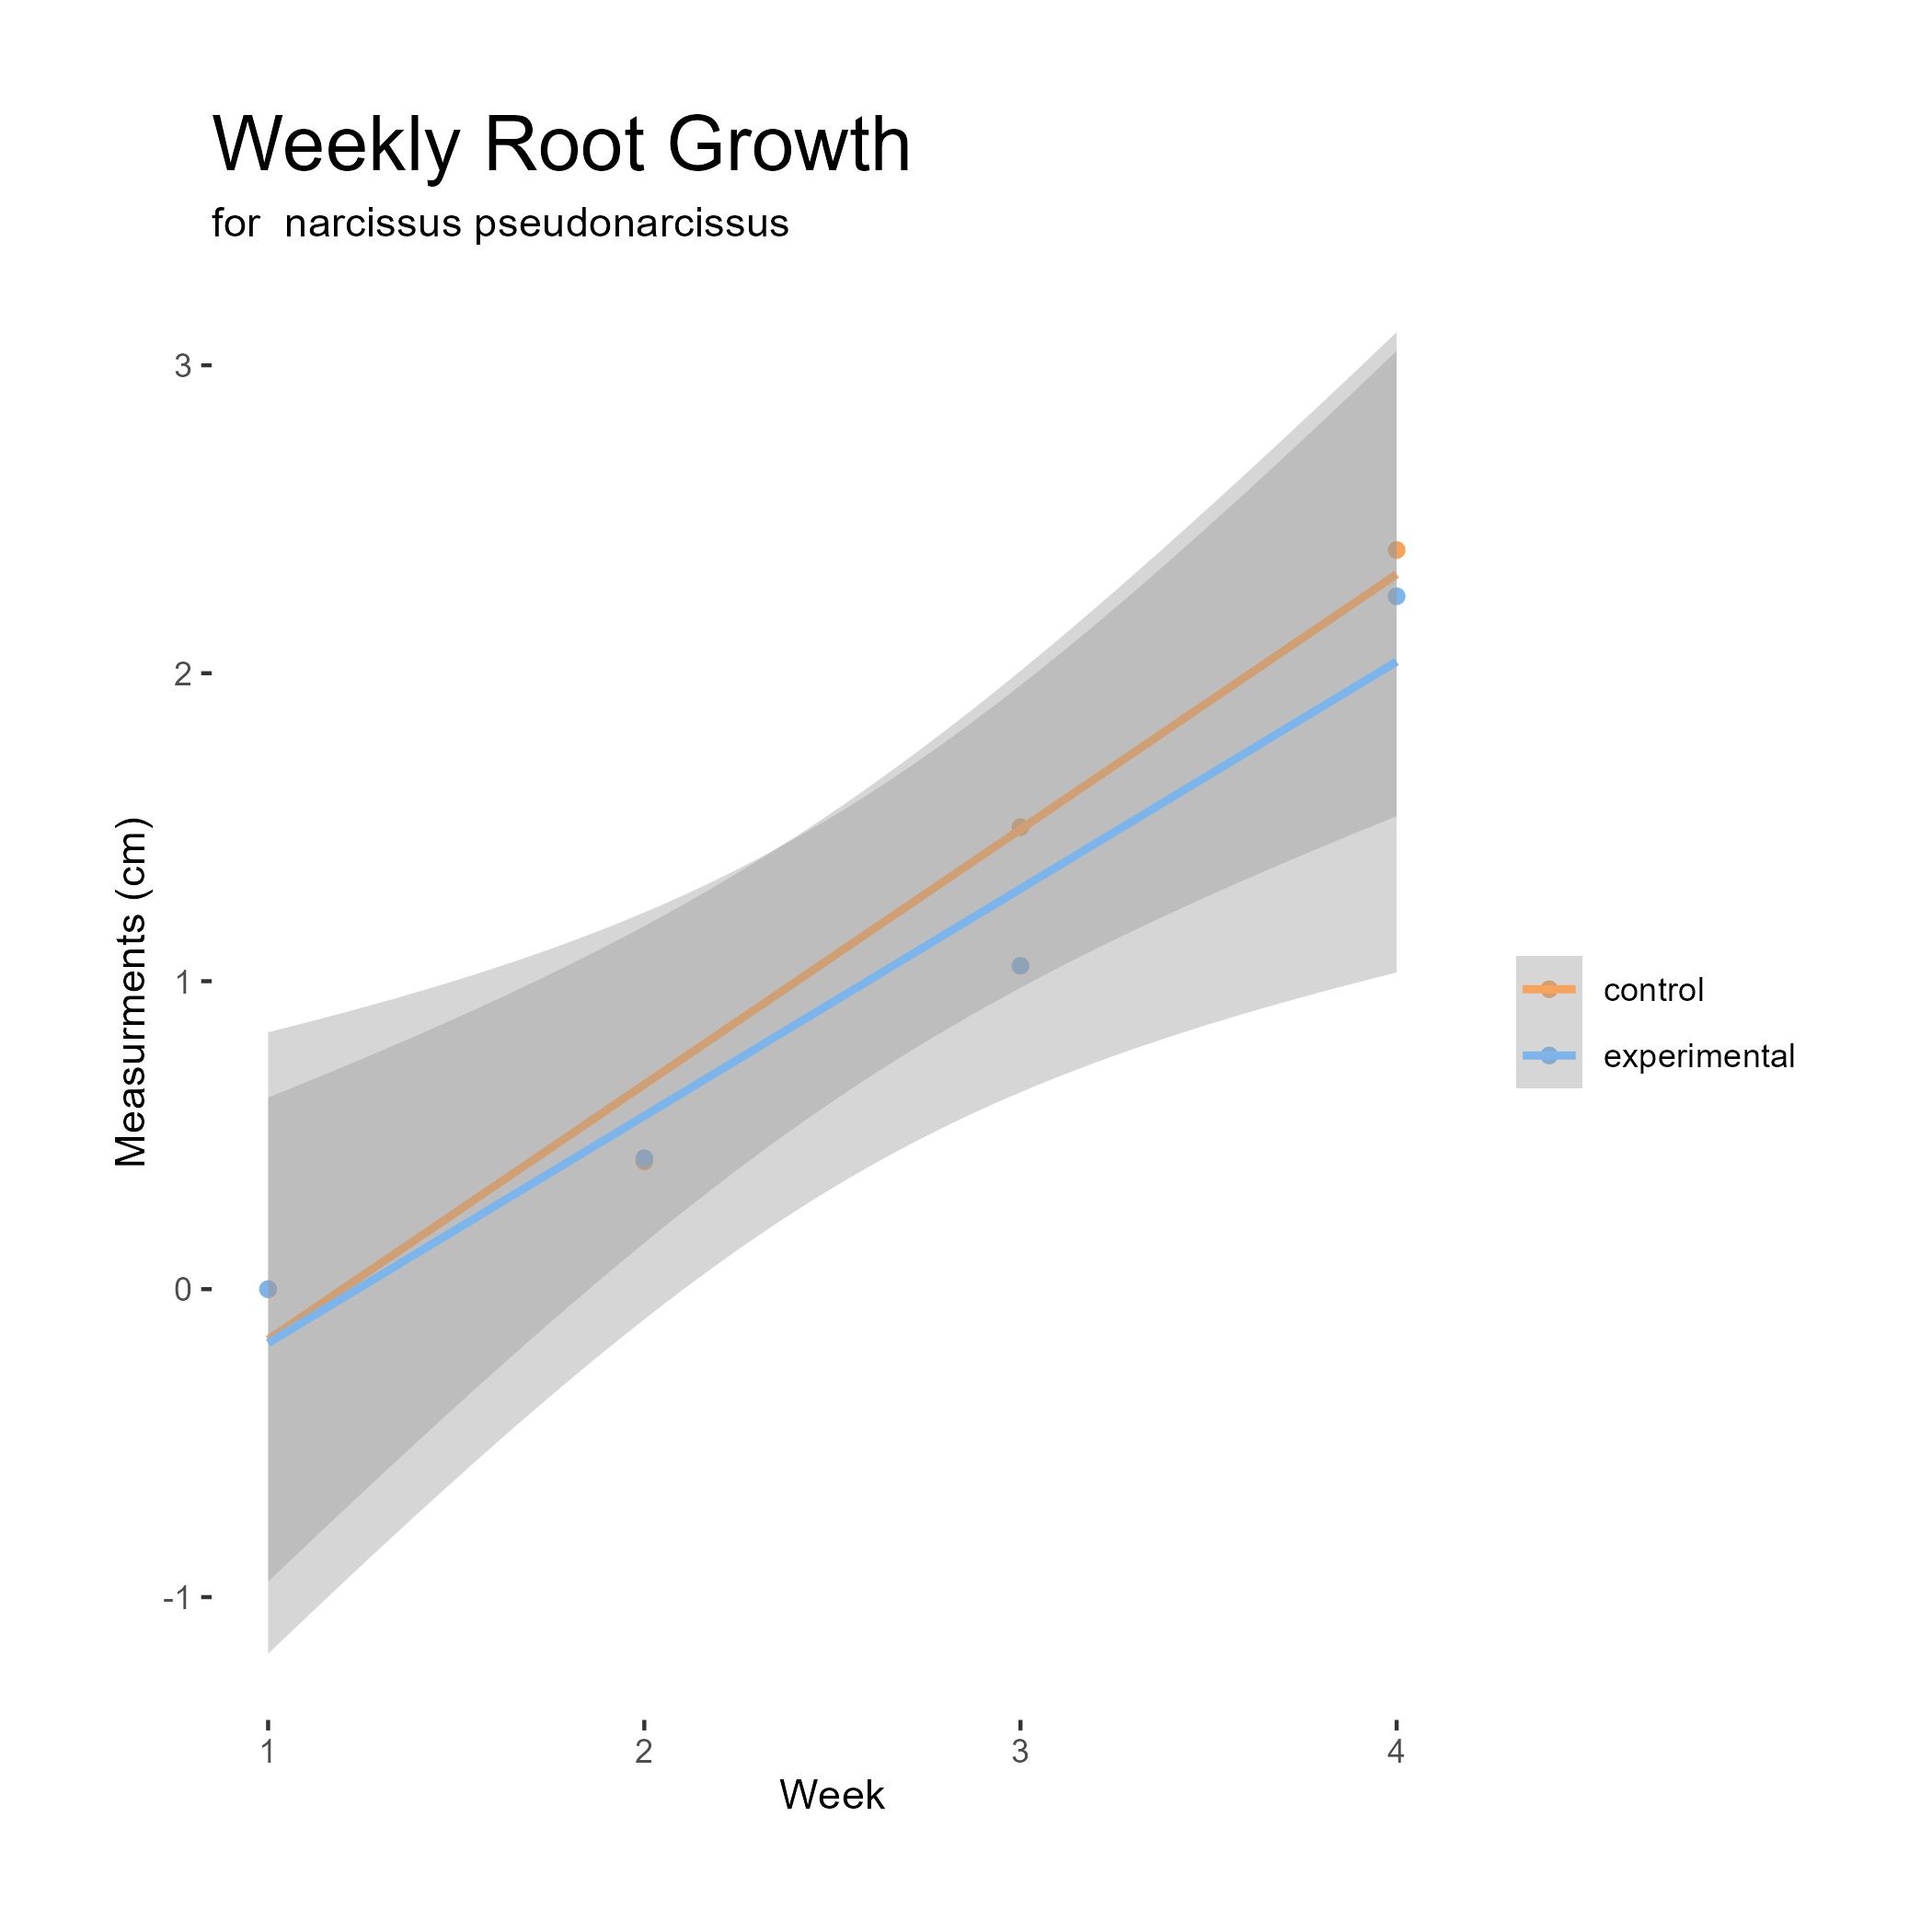 Weekly Root Growth
for  narcissus pseudonarcissus
3
2
1
0
-1
Measurments (cm)
1 2 3 4
Week
control
experimental